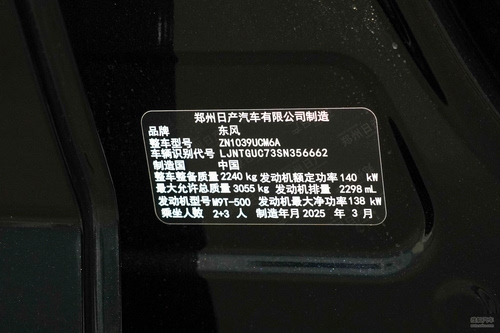 郑州日产汽车有限公司制造
品牌 东风
整车型号 ZN1039UCM6A
车辆识别代号 LJNTGUC73SN356662
制造国 中国
整车整备质量 2240 kg 发动机额定功率 140 kW
最大允许总质量 3055 kg 发动机排量 2298 mL
发动机型号 M9T-500 发动机最大净功率 138 kW
乘坐人数 2+3 人 制造年月 2025 年 3 月